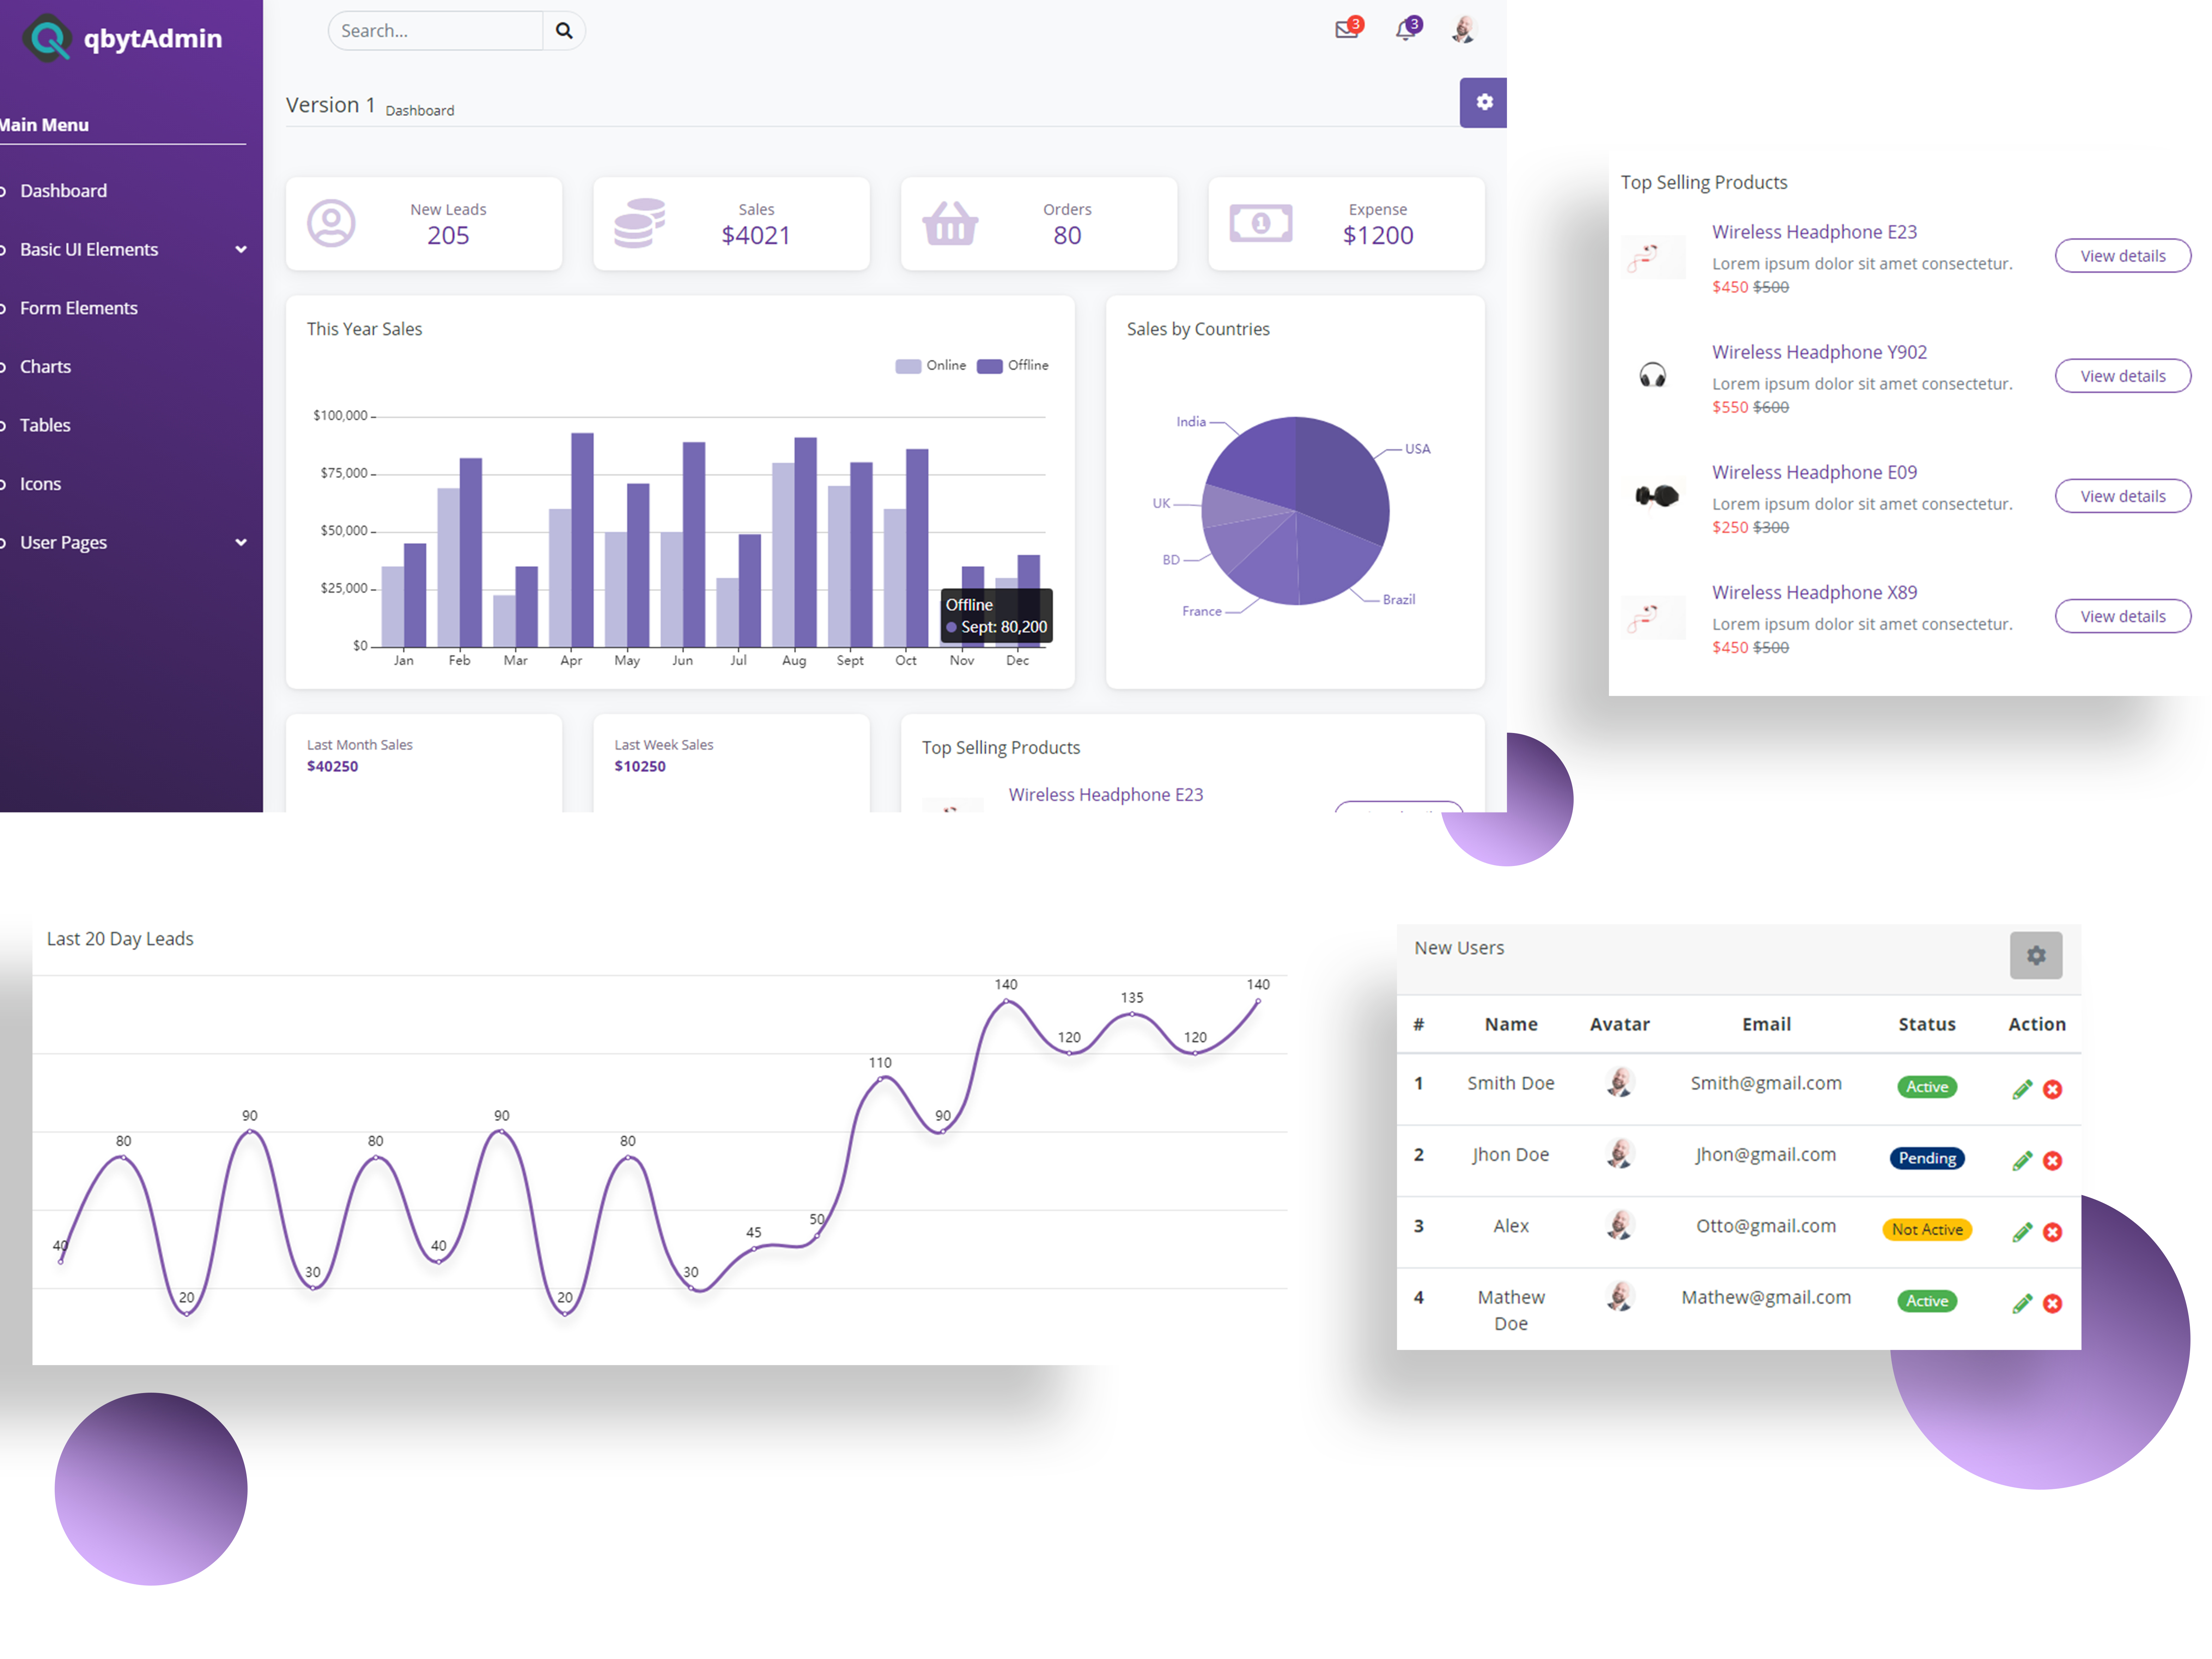 qbytAdmin
Search...
3
3
Main Menu
Dashboard
Basic UI Elements
Form Elements
Charts
Tables
Icons
User Pages
Version 1 Dashboard
New Leads
205
Sales
$4021
Orders
80
Expense
$1200
This Year Sales
Online Offline
$100,000
$75,000
$50,000
$25,000
$0
Jan Feb Mar Apr May Jun Jul Aug Sept Oct Nov Dec
Offline
Sept: 80,200
Sales by Countries
India
USA
UK
BD
France
Brazil
Last Month Sales
$40250
Last Week Sales
$10250
Top Selling Products
Wireless Headphone E23
Top Selling Products
Wireless Headphone E23
Lorem ipsum dolor sit amet consectetur.
$450 $500
View details
Wireless Headphone Y902
Lorem ipsum dolor sit amet consectetur.
$550 $600
View details
Wireless Headphone E09
Lorem ipsum dolor sit amet consectetur.
$250 $300
View details
Wireless Headphone X89
Lorem ipsum dolor sit amet consectetur.
$450 $500
View details
Last 20 Day Leads
40 80 20 90 30 80 40 90 20 80 30 45 50 110 90 140 120 135 120 140
New Users
# Name Avatar Email Status Action
1 Smith Doe Smith@gmail.com Active
2 Jhon Doe Jhon@gmail.com Pending
3 Alex Otto@gmail.com Not Active
4 Mathew Doe Mathew@gmail.com Active